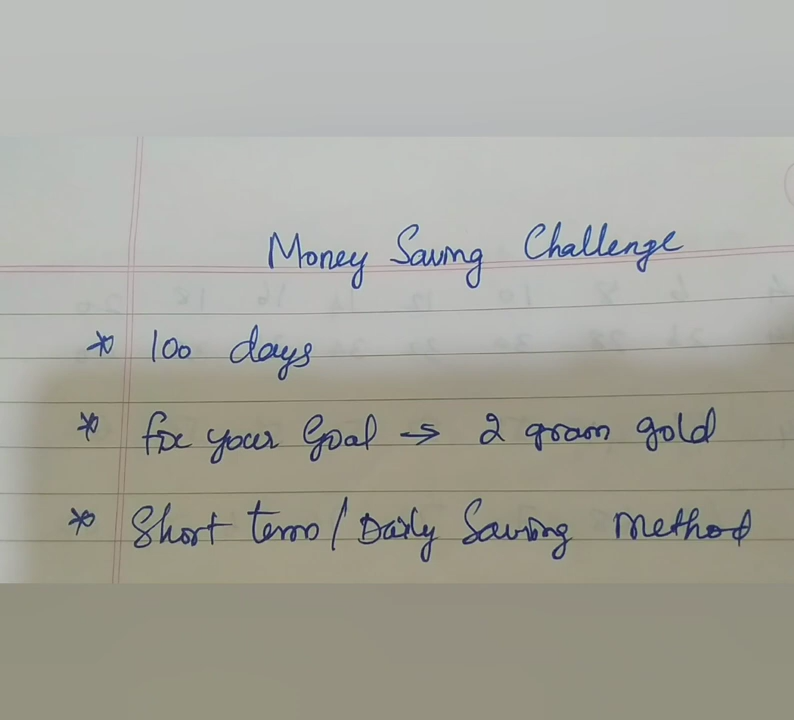 Money Saving Challenge
* 100 days
* fix your Goal → 2 gram gold
* Short term / Daily Saving method